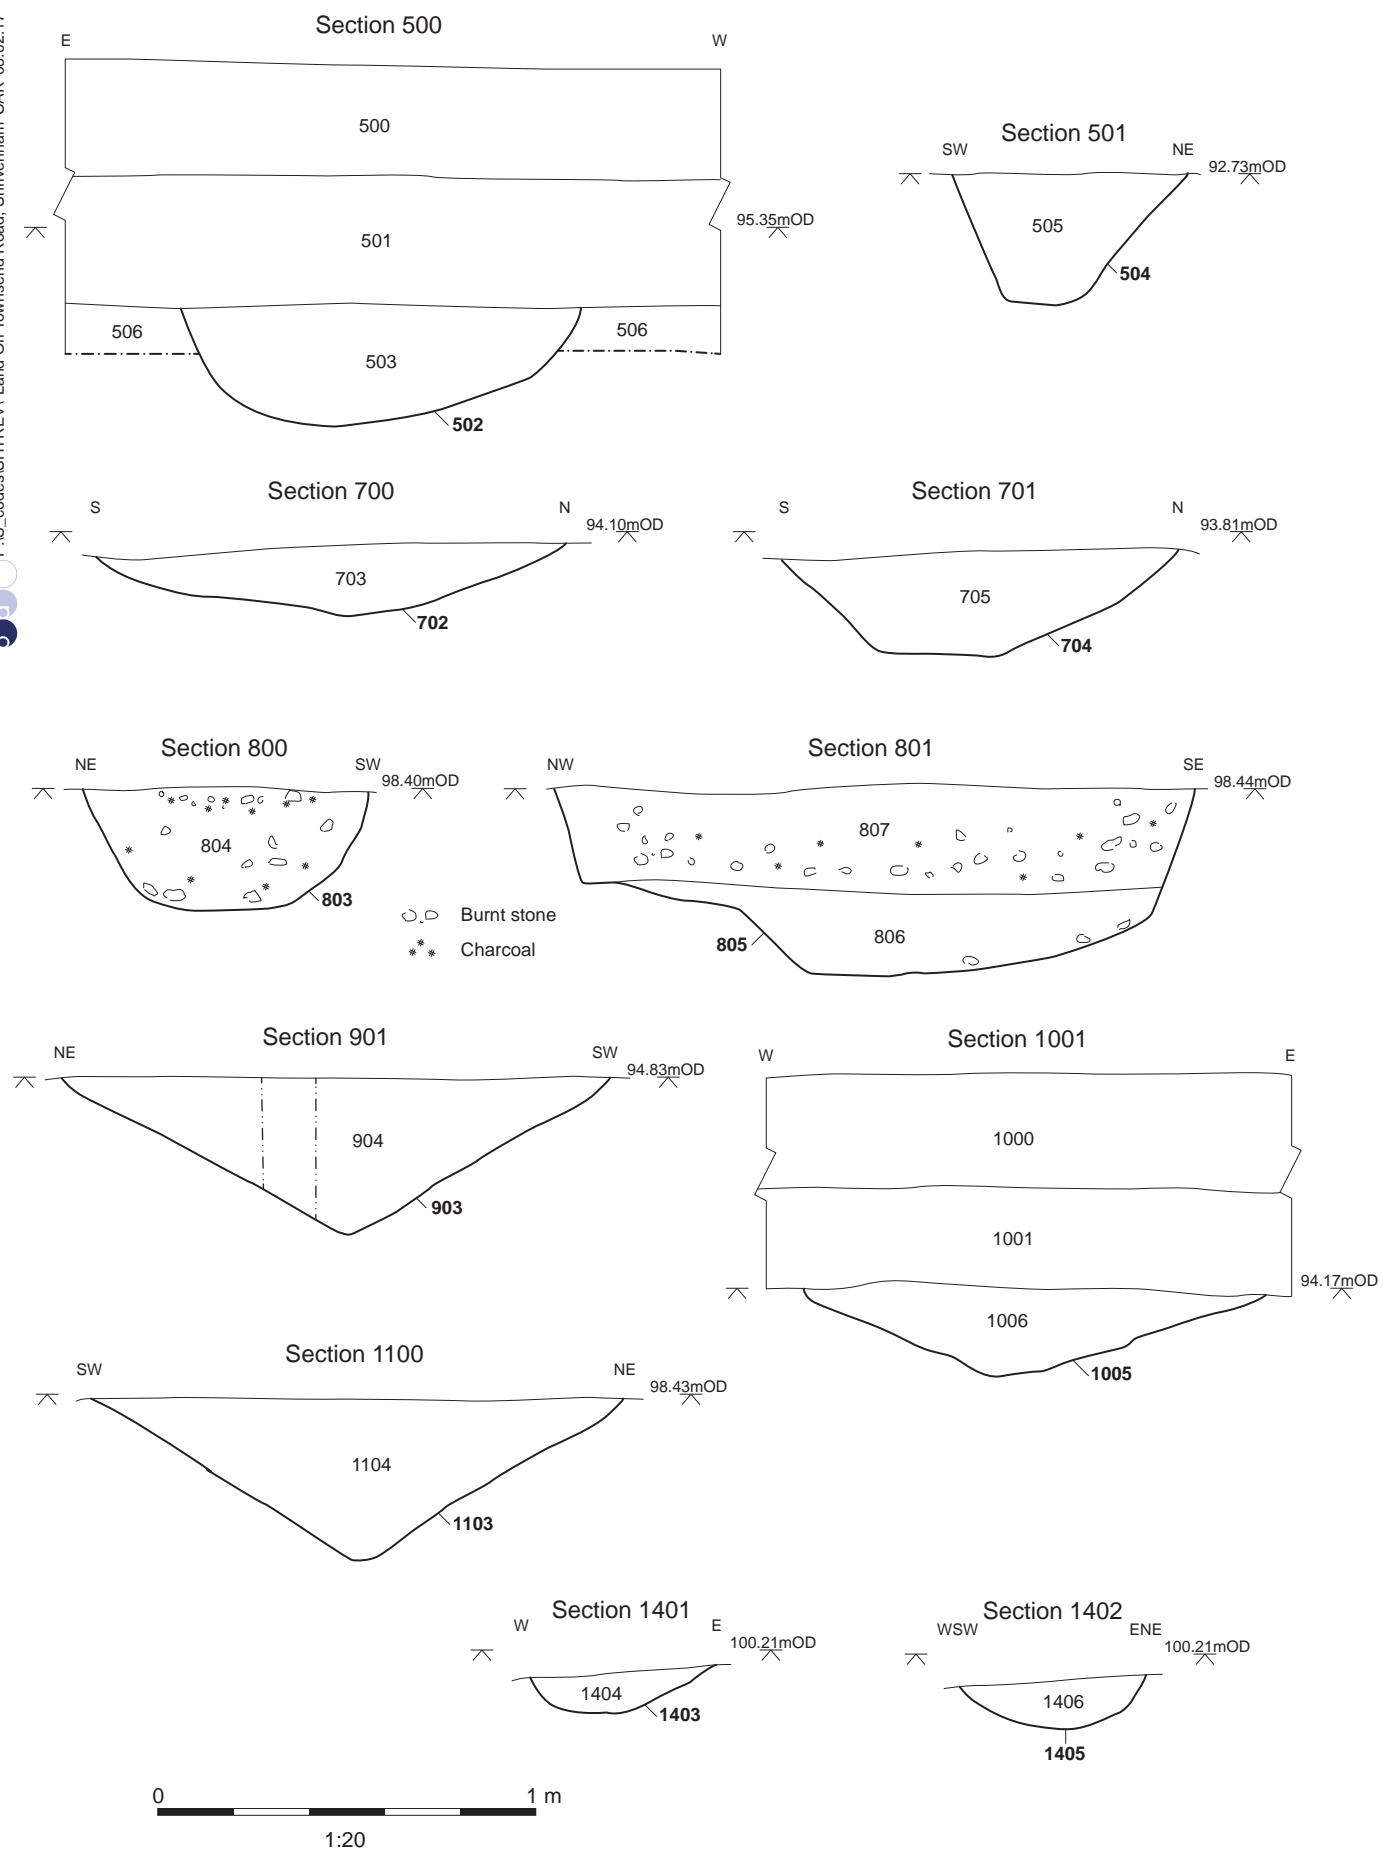 Section 500
E W
500
501
95.35mOD
506 506
503
502
Section 501
SW NE
92.73mOD
505
504
Section 700
S N
94.10mOD
703
702
Section 701
S N
93.81mOD
705
704
Section 800
NE SW
98.40mOD
804
803
Burnt stone
Charcoal
Section 801
NW SE
98.44mOD
807
806
805
Section 901
NE SW
94.83mOD
904
903
Section 1001
W E
1000
1001
94.17mOD
1006
1005
Section 1100
SW NE
98.43mOD
1104
1103
Section 1401
W E
100.21mOD
1404
1403
Section 1402
WSW ENE
100.21mOD
1406
1405
0 1 m
1:20